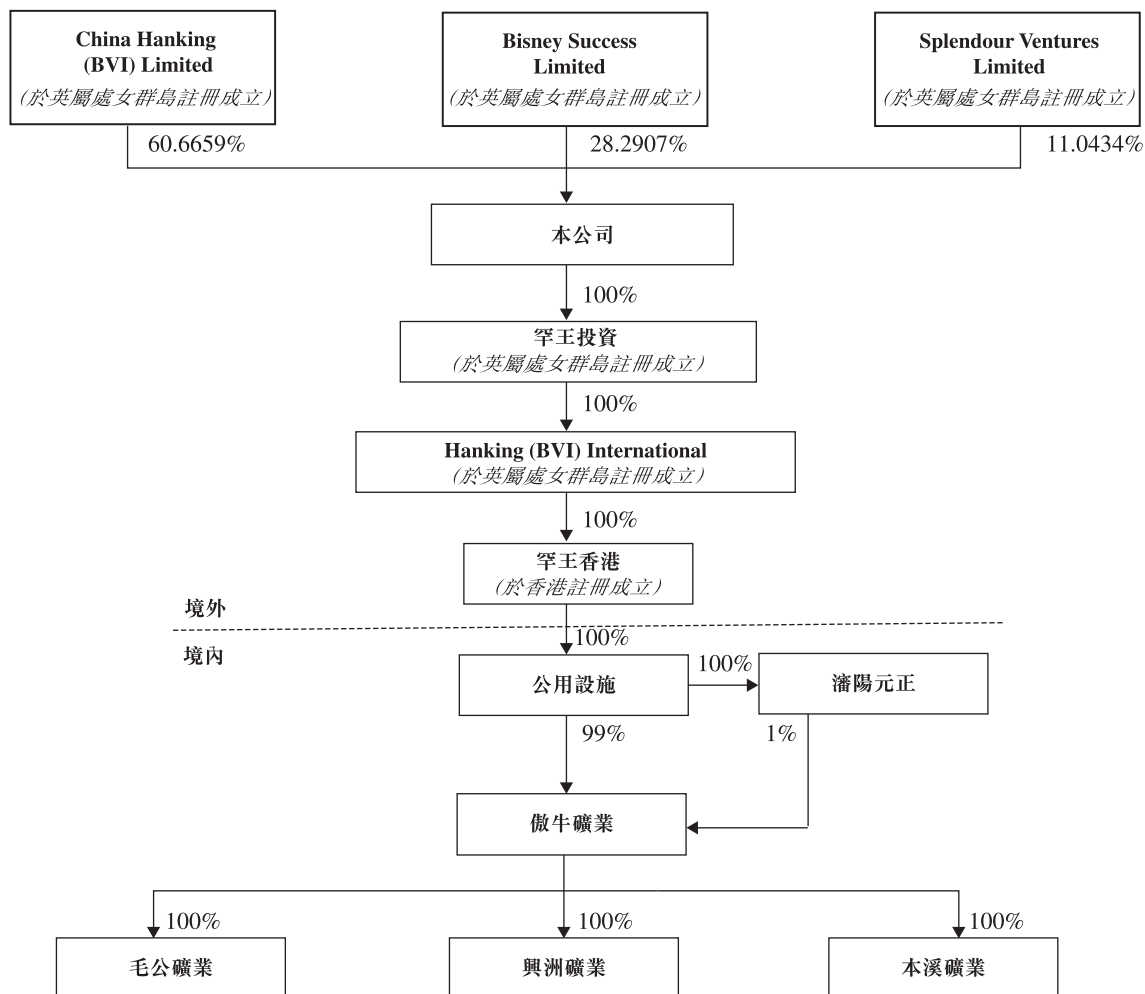 China Hanking
(BVI) Limited
(於英屬處女群島註冊成立)
Bisney Success
Limited
(於英屬處女群島註冊成立)
Splendour Ventures
Limited
(於英屬處女群島註冊成立)
60.6659%
28.2907%
11.0434%
本公司
100%
罕王投資
(於英屬處女群島註冊成立)
100%
Hanking (BVI) International
(於英屬處女群島註冊成立)
100%
罕王香港
(於香港註冊成立)
境外
100%
境內
公用設施
100%
瀋陽元正
99%
1%
傲牛礦業
100%
100%
100%
毛公礦業
興洲礦業
本溪礦業